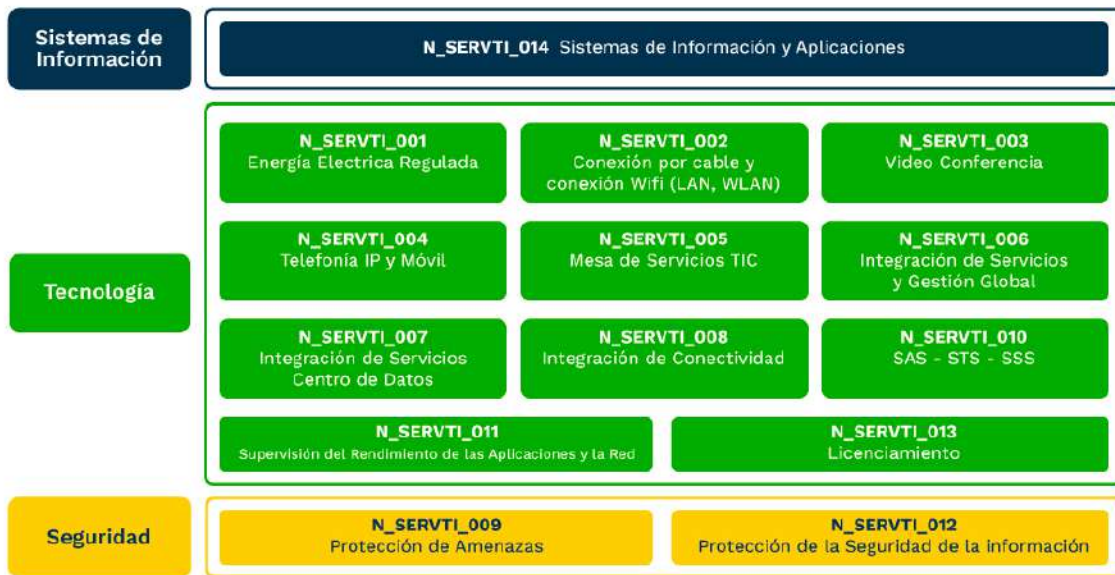 Sistemas de
Información
N_SERVTI_014 Sistemas de Información y Aplicaciones
Tecnología
N_SERVTI_001
Energía Electrica Regulada
N_SERVTI_002
Conexión por cable y
conexión Wifi (LAN, WLAN)
N_SERVTI_003
Video Conferencia
N_SERVTI_004
Telefonía IP y Móvil
N_SERVTI_005
Mesa de Servicios TIC
N_SERVTI_006
Integración de Servicios
y Gestión Global
N_SERVTI_007
Integración de Servicios
Centro de Datos
N_SERVTI_008
Integración de Conectividad
N_SERVTI_010
SAS - STS - SSS
N_SERVTI_011
Supervisión del Rendimiento de las Aplicaciones y la Red
N_SERVTI_013
Licenciamiento
Seguridad
N_SERVTI_009
Protección de Amenazas
N_SERVTI_012
Protección de la Seguridad de la información